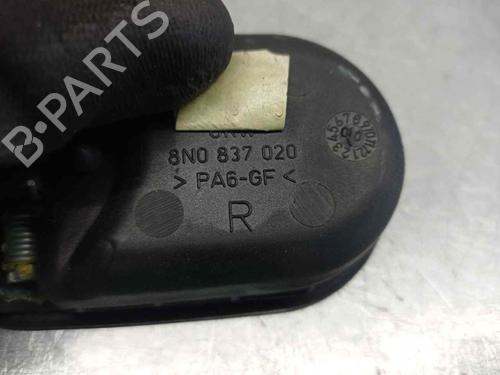 8N0 837 020
> PA6-GF <
R
B-PARTS